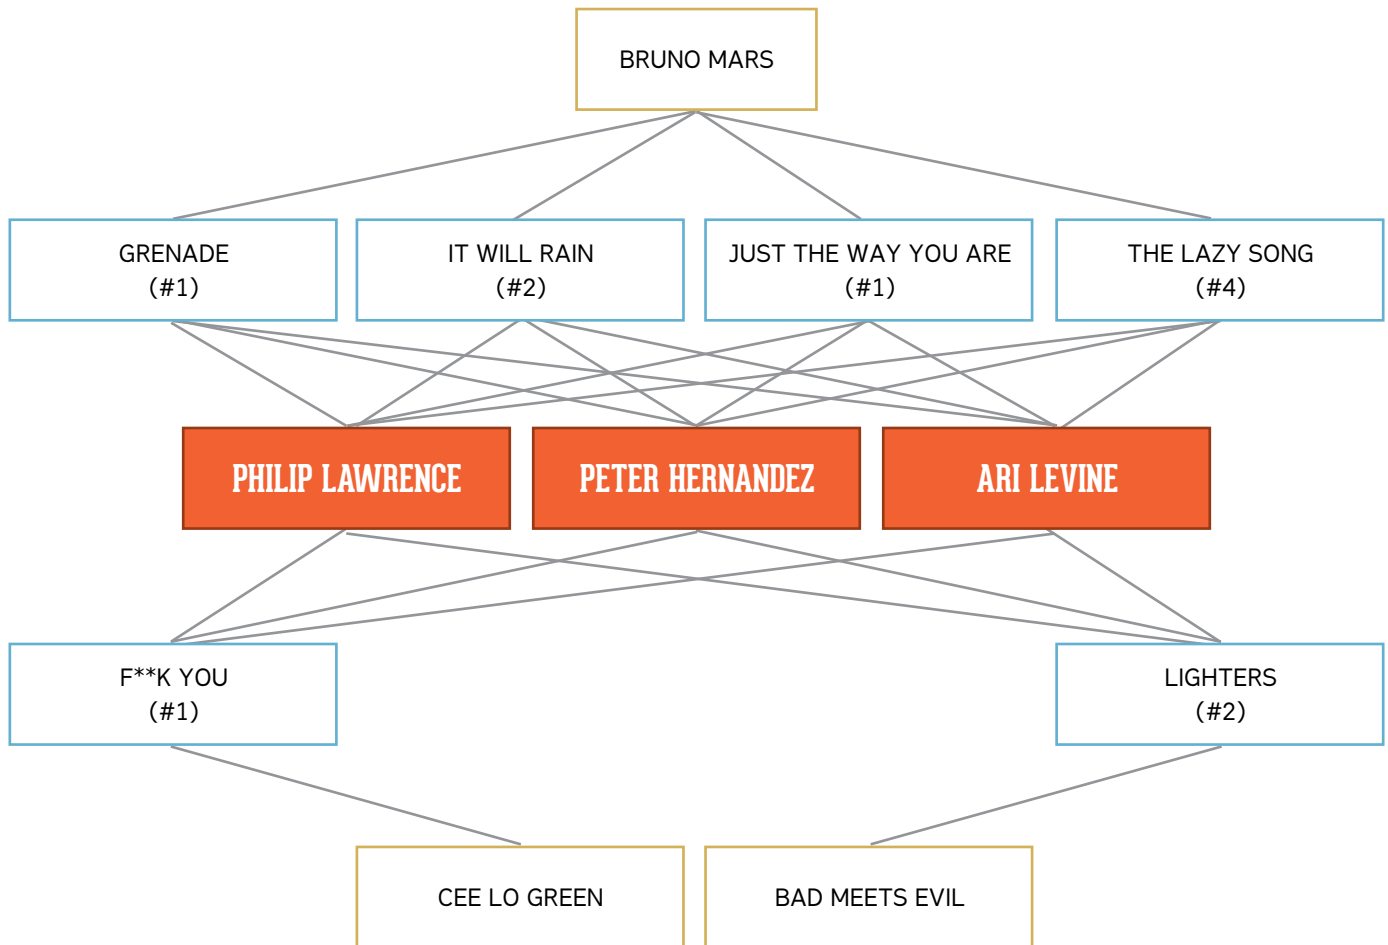 BRUNO MARS
GRENADE
(#1)
IT WILL RAIN
(#2)
JUST THE WAY YOU ARE
(#1)
THE LAZY SONG
(#4)
PHILIP LAWRENCE
PETER HERNANDEZ
ARI LEVINE
F**K YOU
(#1)
LIGHTERS
(#2)
CEE LO GREEN
BAD MEETS EVIL